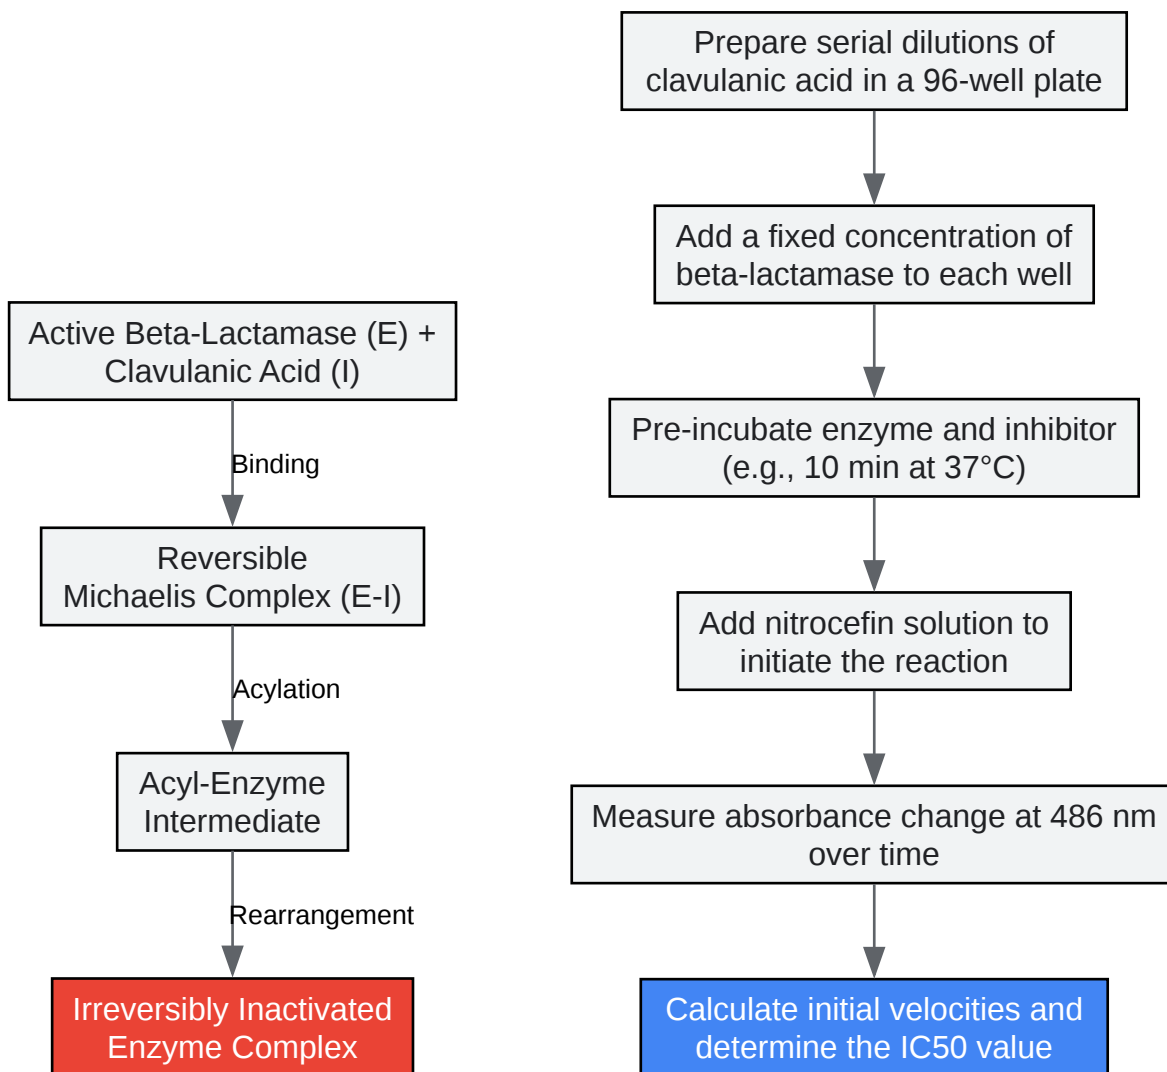 Active Beta-Lactamase (E) +
Clavulanic Acid (I)
Binding
Reversible
Michaelis Complex (E-I)
Acylation
Acyl-Enzyme
Intermediate
Rearrangement
Irreversibly Inactivated
Enzyme Complex
Prepare serial dilutions of
clavulanic acid in a 96-well plate
Add a fixed concentration of
beta-lactamase to each well
Pre-incubate enzyme and inhibitor
(e.g., 10 min at 37°C)
Add nitrocefin solution to
initiate the reaction
Measure absorbance change at 486 nm
over time
Calculate initial velocities and
determine the IC50 value